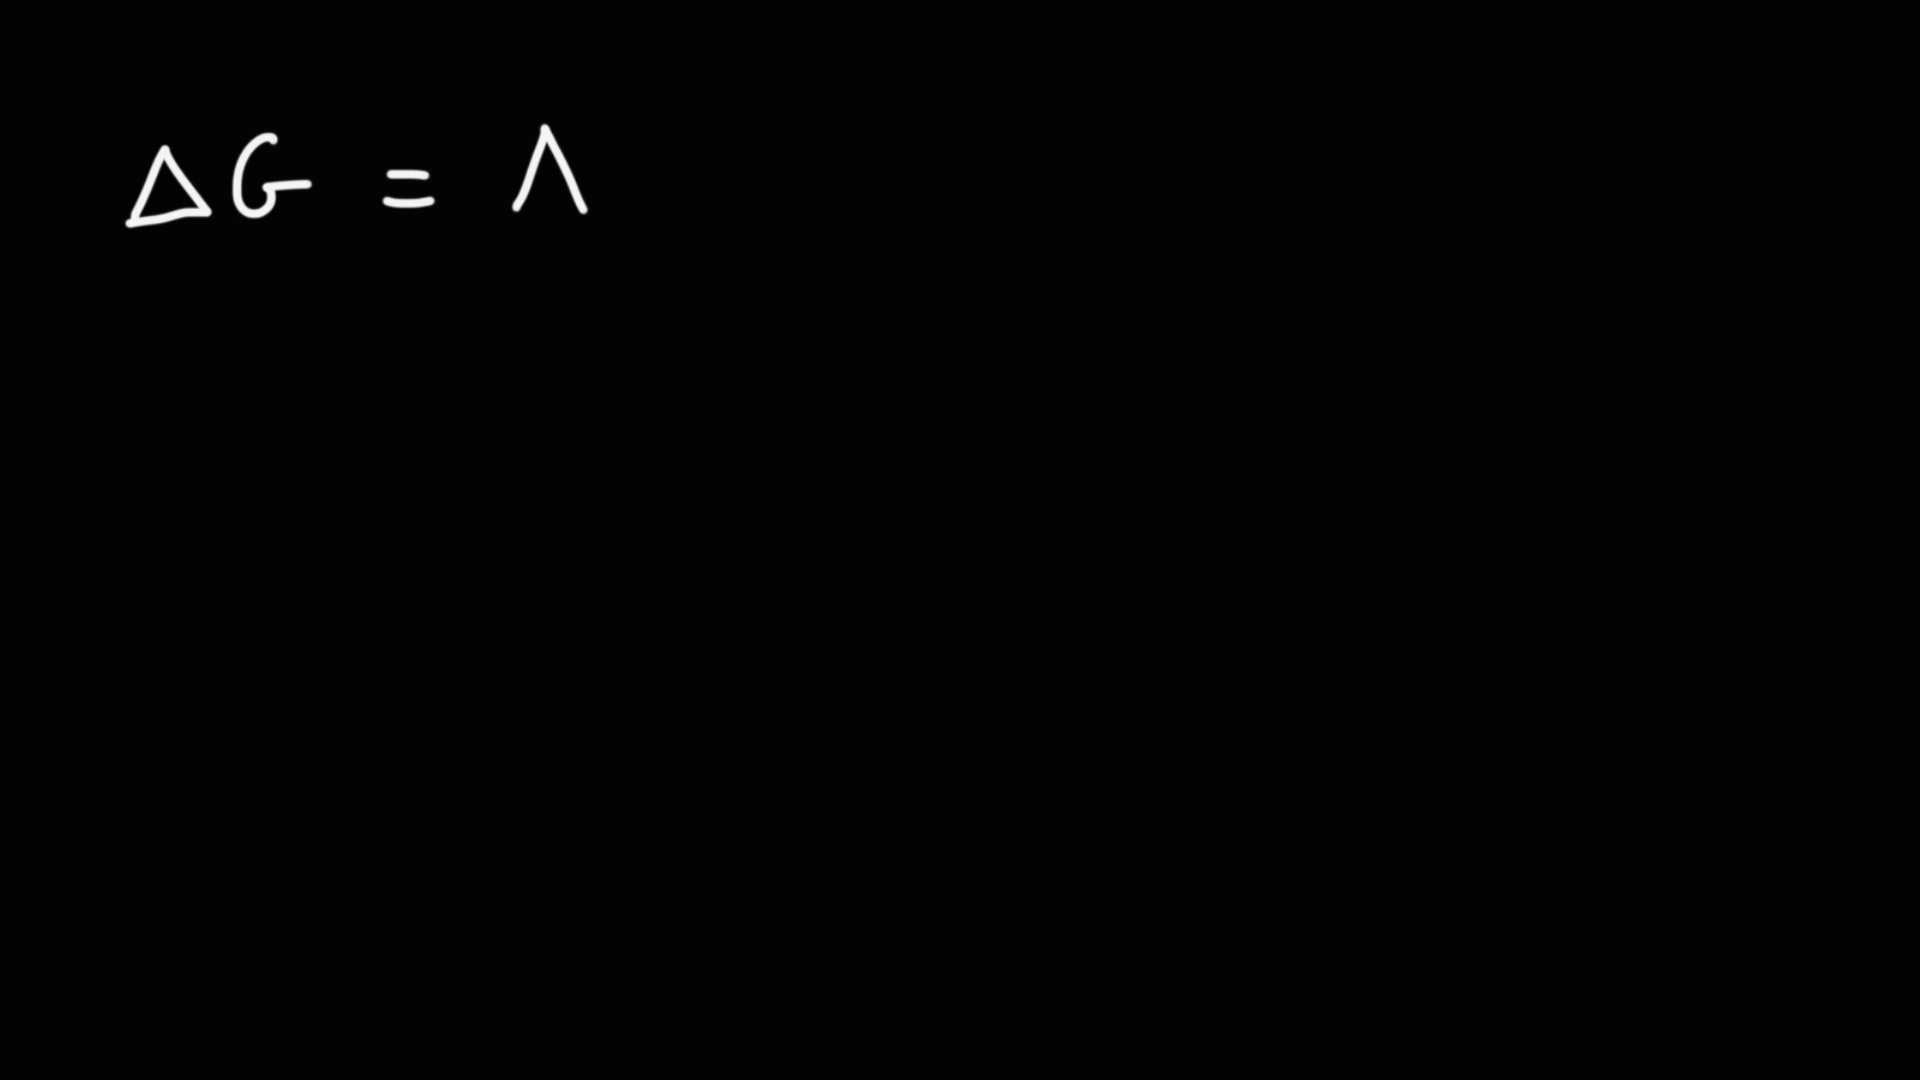 ΔG = Λ